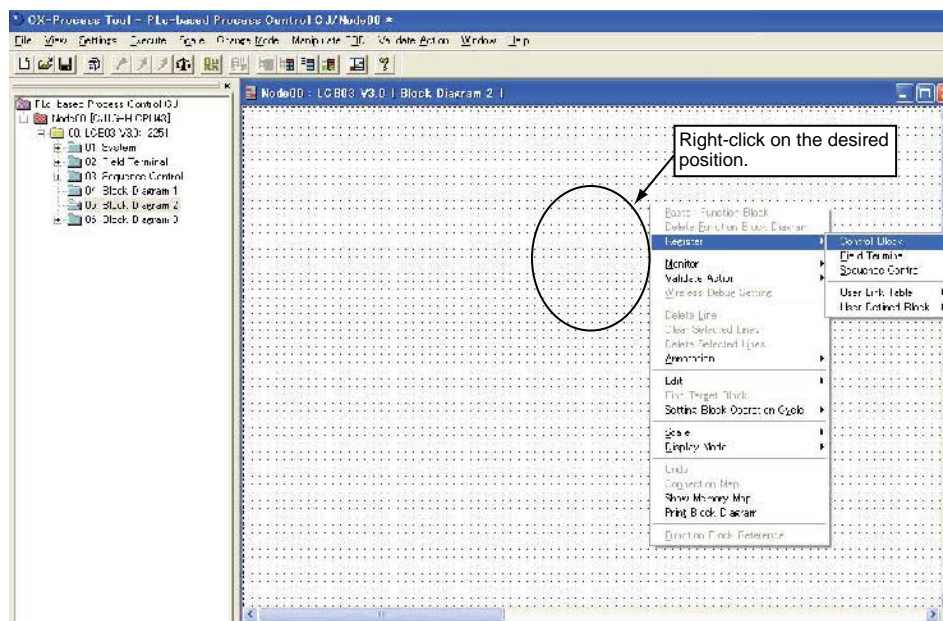 CX-Process Tool - PLC-based Process Control CJ/Node00 *
File View Settings Execute Scale Change Mode Manipulate Validate Action Window Help
Node00 : LCB03 V3.0 [ Block Diagram 2 ]
PLC-based Process Control CJ
Node00 [CJ1G-H CPU43]
00. LCB03 V3.0: 225]
01 System
02 Field Terminal
03 Sequence Control
04 Block Diagram 1
05 Block Diagram 2
06 Block Diagram 3
Right-click on the desired
position.
Paste Function Block
Delete Function Block Diagram
Register
Monitor
Validate Action
Wireless Debug Setting
Delete Line
Clear Selected Lines
Delete Selected Lines
Annotation
Edit
Find Target Block
Setting Block Operation Cycle
Scale
Display Mode
Undo
Connection Map
Show Memory Map
Print Block Diagram
Function Block Reference
Control Block
Field Terminal
Sequence Control
User Link Table
User Defined Block